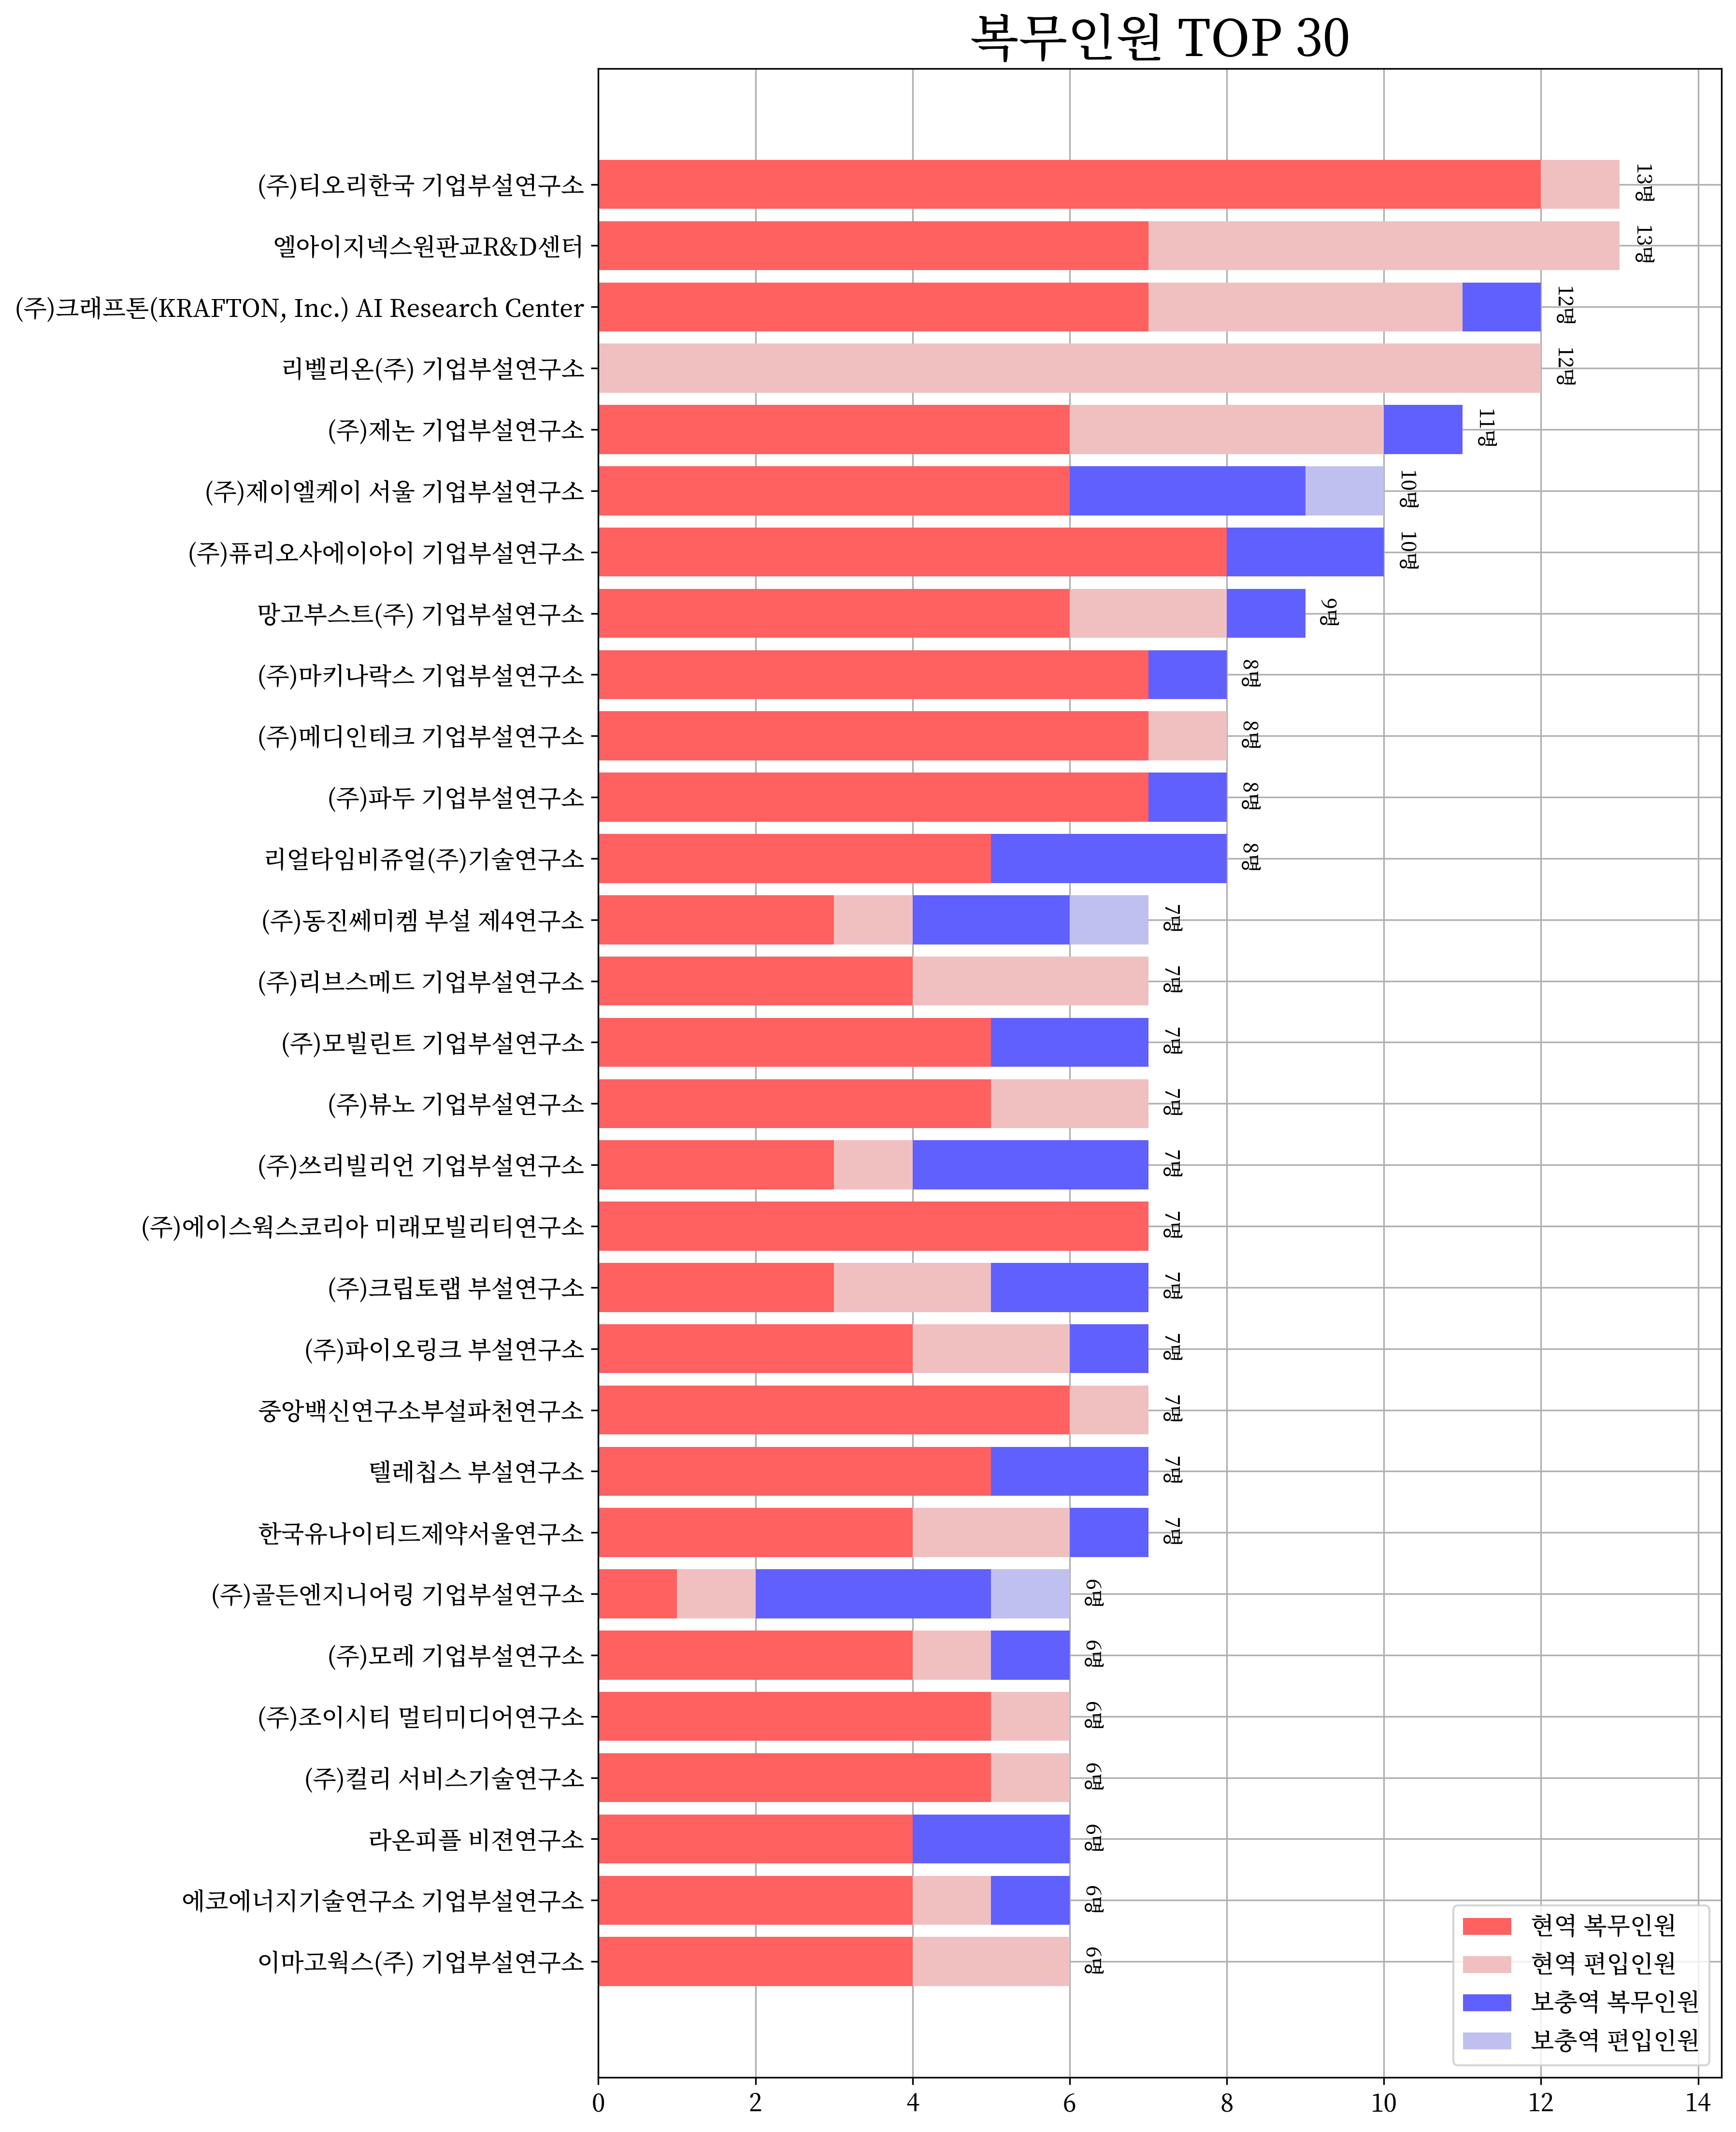 복무인원 TOP 30
(주)티오리한국 기업부설연구소 13명
엘아이지넥스원판교R&D센터 13명
(주)크래프톤(KRAFTON, Inc.) AI Research Center 12명
리벨리온(주) 기업부설연구소 12명
(주)제논 기업부설연구소 11명
(주)제이엘케이 서울 기업부설연구소 10명
(주)퓨리오사에이아이 기업부설연구소 10명
망고부스트(주) 기업부설연구소 9명
(주)마키나락스 기업부설연구소 8명
(주)메디인테크 기업부설연구소 8명
(주)파두 기업부설연구소 8명
리얼타임비쥬얼(주)기술연구소 8명
(주)동진쎄미켐 부설 제4연구소 7명
(주)리브스메드 기업부설연구소 7명
(주)모빌린트 기업부설연구소 7명
(주)뷰노 기업부설연구소 7명
(주)쓰리빌리언 기업부설연구소 7명
(주)에이스웍스코리아 미래모빌리티연구소 7명
(주)크립토랩 부설연구소 7명
(주)파이오링크 부설연구소 7명
중앙백신연구소부설파천연구소 7명
텔레칩스 부설연구소 7명
한국유나이티드제약서울연구소 7명
(주)골든엔지니어링 기업부설연구소 6명
(주)모레 기업부설연구소 6명
(주)조이시티 멀티미디어연구소 6명
(주)컬리 서비스기술연구소 6명
라온피플 비젼연구소 6명
에코에너지기술연구소 기업부설연구소 6명
이마고웍스(주) 기업부설연구소 6명
현역 복무인원
현역 편입인원
보충역 복무인원
보충역 편입인원
0 2 4 6 8 10 12 14